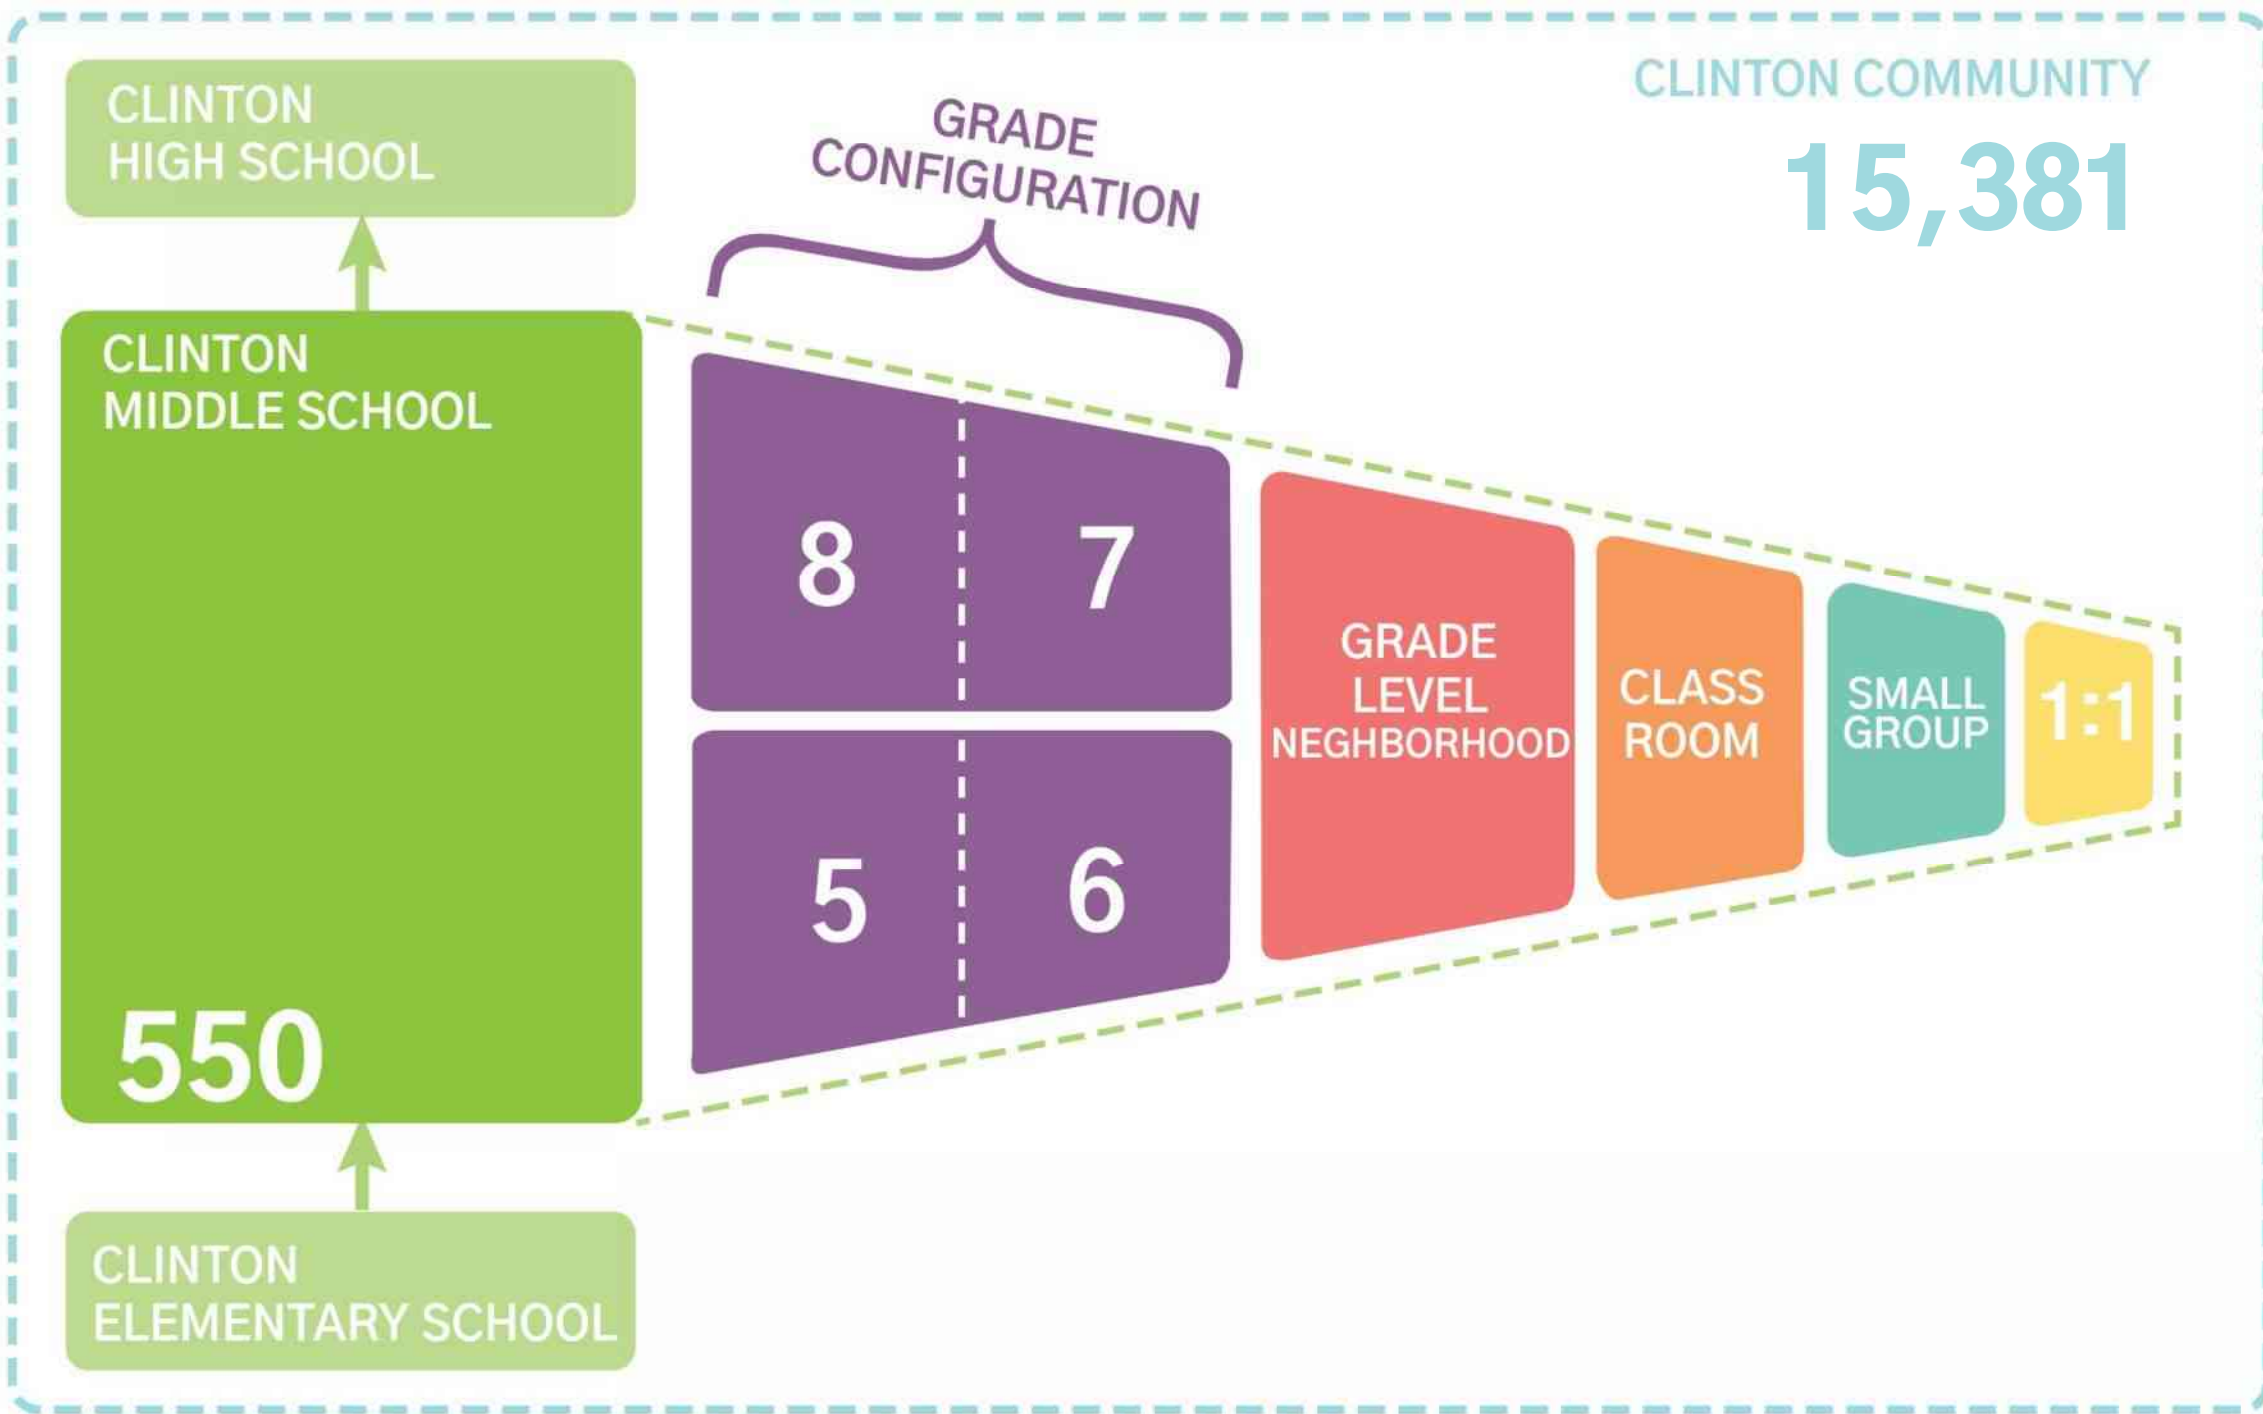 CLINTON
HIGH SCHOOL
GRADE
CONFIGURATION
CLINTON COMMUNITY
15,381
CLINTON
MIDDLE SCHOOL
550
8
7
5
6
GRADE
LEVEL
NEGHBORHOOD
CLASS
ROOM
SMALL
GROUP
1:1
CLINTON
ELEMENTARY SCHOOL